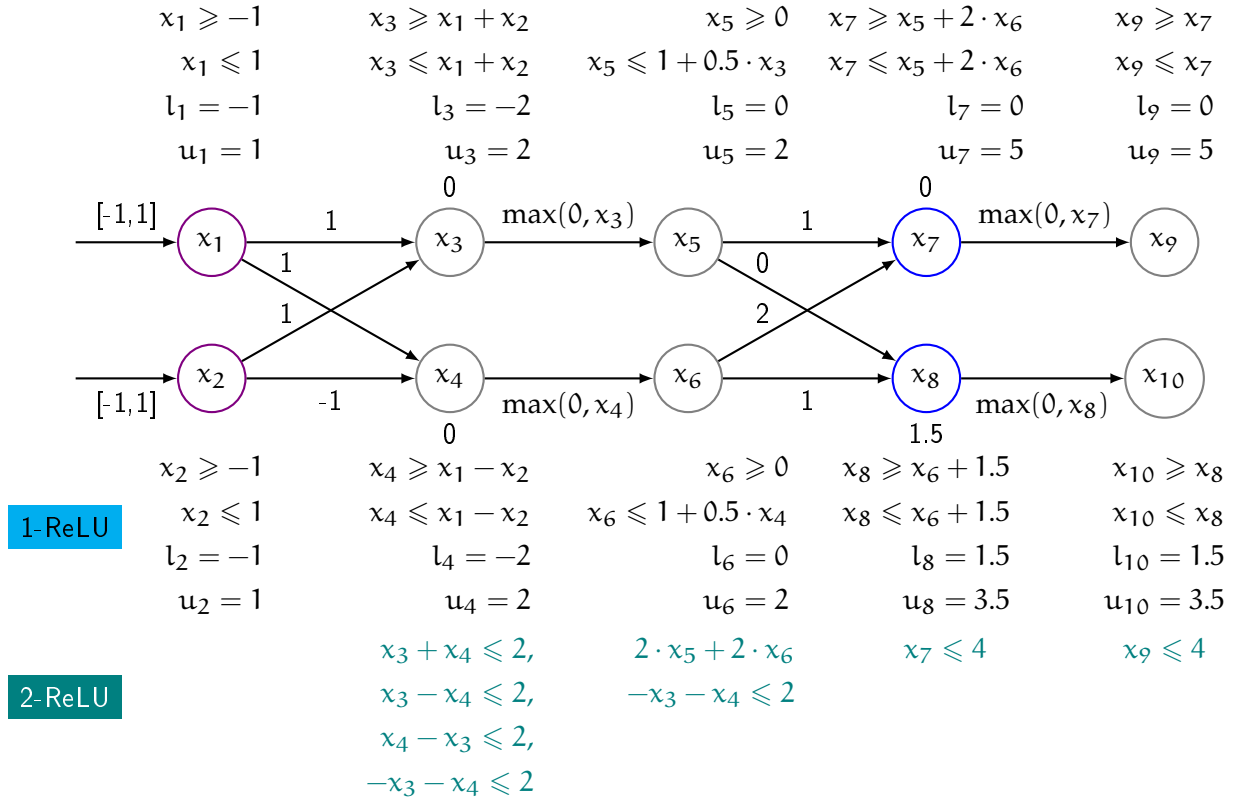 x₁ ⩾ −1 x₃ ⩾ x₁ + x₂ x₅ ⩾ 0 x₇ ⩾ x₅ + 2 · x₆ x₉ ⩾ x₇
x₁ ⩽ 1 x₃ ⩽ x₁ + x₂ x₅ ⩽ 1 + 0.5 · x₃ x₇ ⩽ x₅ + 2 · x₆ x₉ ⩽ x₇
l₁ = −1 l₃ = −2 l₅ = 0 l₇ = 0 l₉ = 0
u₁ = 1 u₃ = 2 u₅ = 2 u₇ = 5 u₉ = 5
0 0
[-1,1] 1 max(0, x₃) 1 max(0, x₇)
x₁ x₃ x₅ x₇ x₉
1 0
1 2
x₂ x₄ x₆ x₈ x₁₀
[-1,1] -1 max(0, x₄) 1 max(0, x₈)
0 1.5
x₂ ⩾ −1 x₄ ⩾ x₁ − x₂ x₆ ⩾ 0 x₈ ⩾ x₆ + 1.5 x₁₀ ⩾ x₈
1-ReLU x₂ ⩽ 1 x₄ ⩽ x₁ − x₂ x₆ ⩽ 1 + 0.5 · x₄ x₈ ⩽ x₆ + 1.5 x₁₀ ⩽ x₈
l₂ = −1 l₄ = −2 l₆ = 0 l₈ = 1.5 l₁₀ = 1.5
u₂ = 1 u₄ = 2 u₆ = 2 u₈ = 3.5 u₁₀ = 3.5
x₃ + x₄ ⩽ 2, 2 · x₅ + 2 · x₆ x₇ ⩽ 4 x₉ ⩽ 4
2-ReLU x₃ − x₄ ⩽ 2, −x₃ − x₄ ⩽ 2
x₄ − x₃ ⩽ 2,
−x₃ − x₄ ⩽ 2